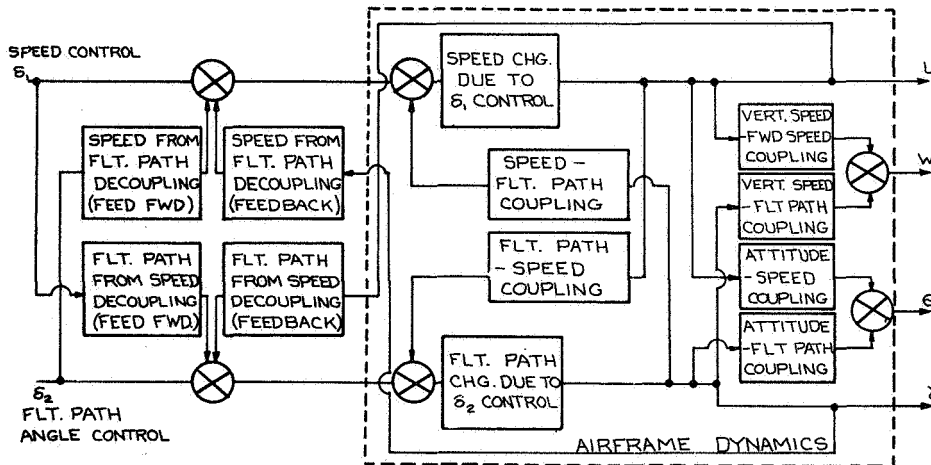 SPEED CONTROL
δ₁
SPEED FROM
FLT. PATH
DECOUPLING
(FEED FWD)
SPEED FROM
FLT. PATH
DECOUPLING
(FEEDBACK)
FLT. PATH
FROM SPEED
DECOUPLING
(FEED FWD.)
FLT. PATH
FROM SPEED
DECOUPLING
(FEEDBACK)
δ₂
FLT. PATH
ANGLE CONTROL
SPEED CHG.
DUE TO
δ₁ CONTROL
SPEED –
FLT. PATH
COUPLING
FLT. PATH
- SPEED
COUPLING
FLT. PATH
CHG. DUE TO
δ₂ CONTROL
VERT. SPEED
-FWD SPEED
COUPLING
VERT. SPEED
-FLT PATH
COUPLING
ATTITUDE
-SPEED
COUPLING
ATTITUDE
-FLT PATH
COUPLING
AIRFRAME DYNAMICS